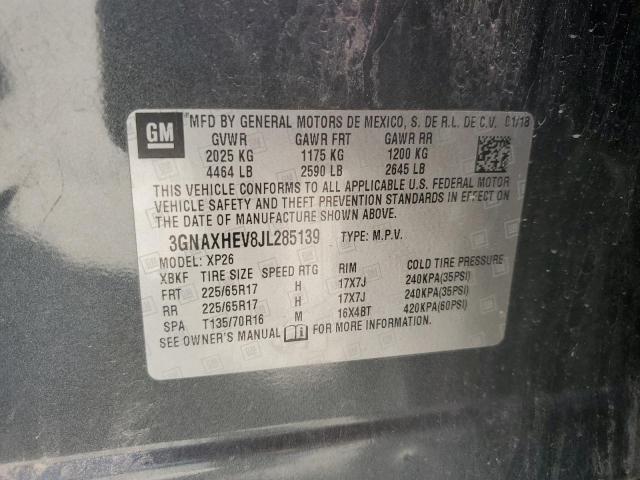 GM
MFD BY GENERAL MOTORS DE MEXICO, S. DE R.L. DE C.V. 01/18
GVWR GAWR FRT GAWR RR
2025 KG 1175 KG 1200 KG
4464 LB 2590 LB 2645 LB
THIS VEHICLE CONFORMS TO ALL APPLICABLE U.S. FEDERAL MOTOR
VEHICLE SAFETY AND THEFT PREVENTION STANDARDS IN EFFECT ON
THE DATE OF MANUFACTURE SHOWN ABOVE.
3GNAXHEV8JL285139 TYPE: M.P.V.
MODEL: XP26
XBKF TIRE SIZE SPEED RTG RIM COLD TIRE PRESSURE
FRT 225/65R17 H 17X7J 240KPA(35PSI)
RR 225/65R17 H 17X7J 240KPA(35PSI)
SPA T135/70R16 M 16X4BT 420KPA(60PSI)
SEE OWNER'S MANUAL FOR MORE INFORMATION.